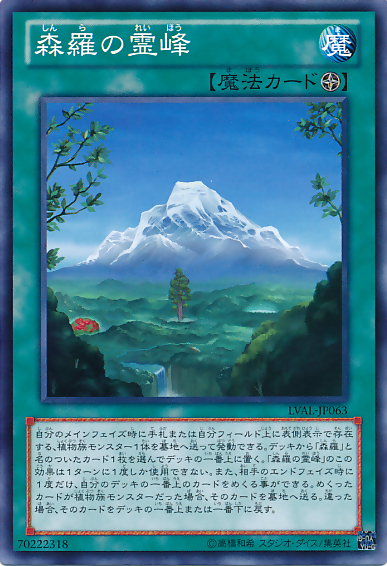 森羅の霊峰
魔
【魔法カード】
LVAL-JP063
自分のメインフェイズ時に手札または自分フィールド上に表側表示で存在
する、植物族モンスター1体を墓地へ送って発動できる。デッキから「森羅」と
名のついたカード1枚を選んでデッキの一番上に置く。「森羅の霊峰」のこの
効果は1ターンに1度しか使用できない。また、相手のエンドフェイズ時に
1度だけ、自分のデッキの一番上のカードをめくる事ができる。めくった
カードが植物族モンスターだった場合、そのカードを墓地へ送る。違った
場合、そのカードをデッキの一番上または一番下に戻す。
70222318
©高橋和希 スタジオ・ダイス/集英社